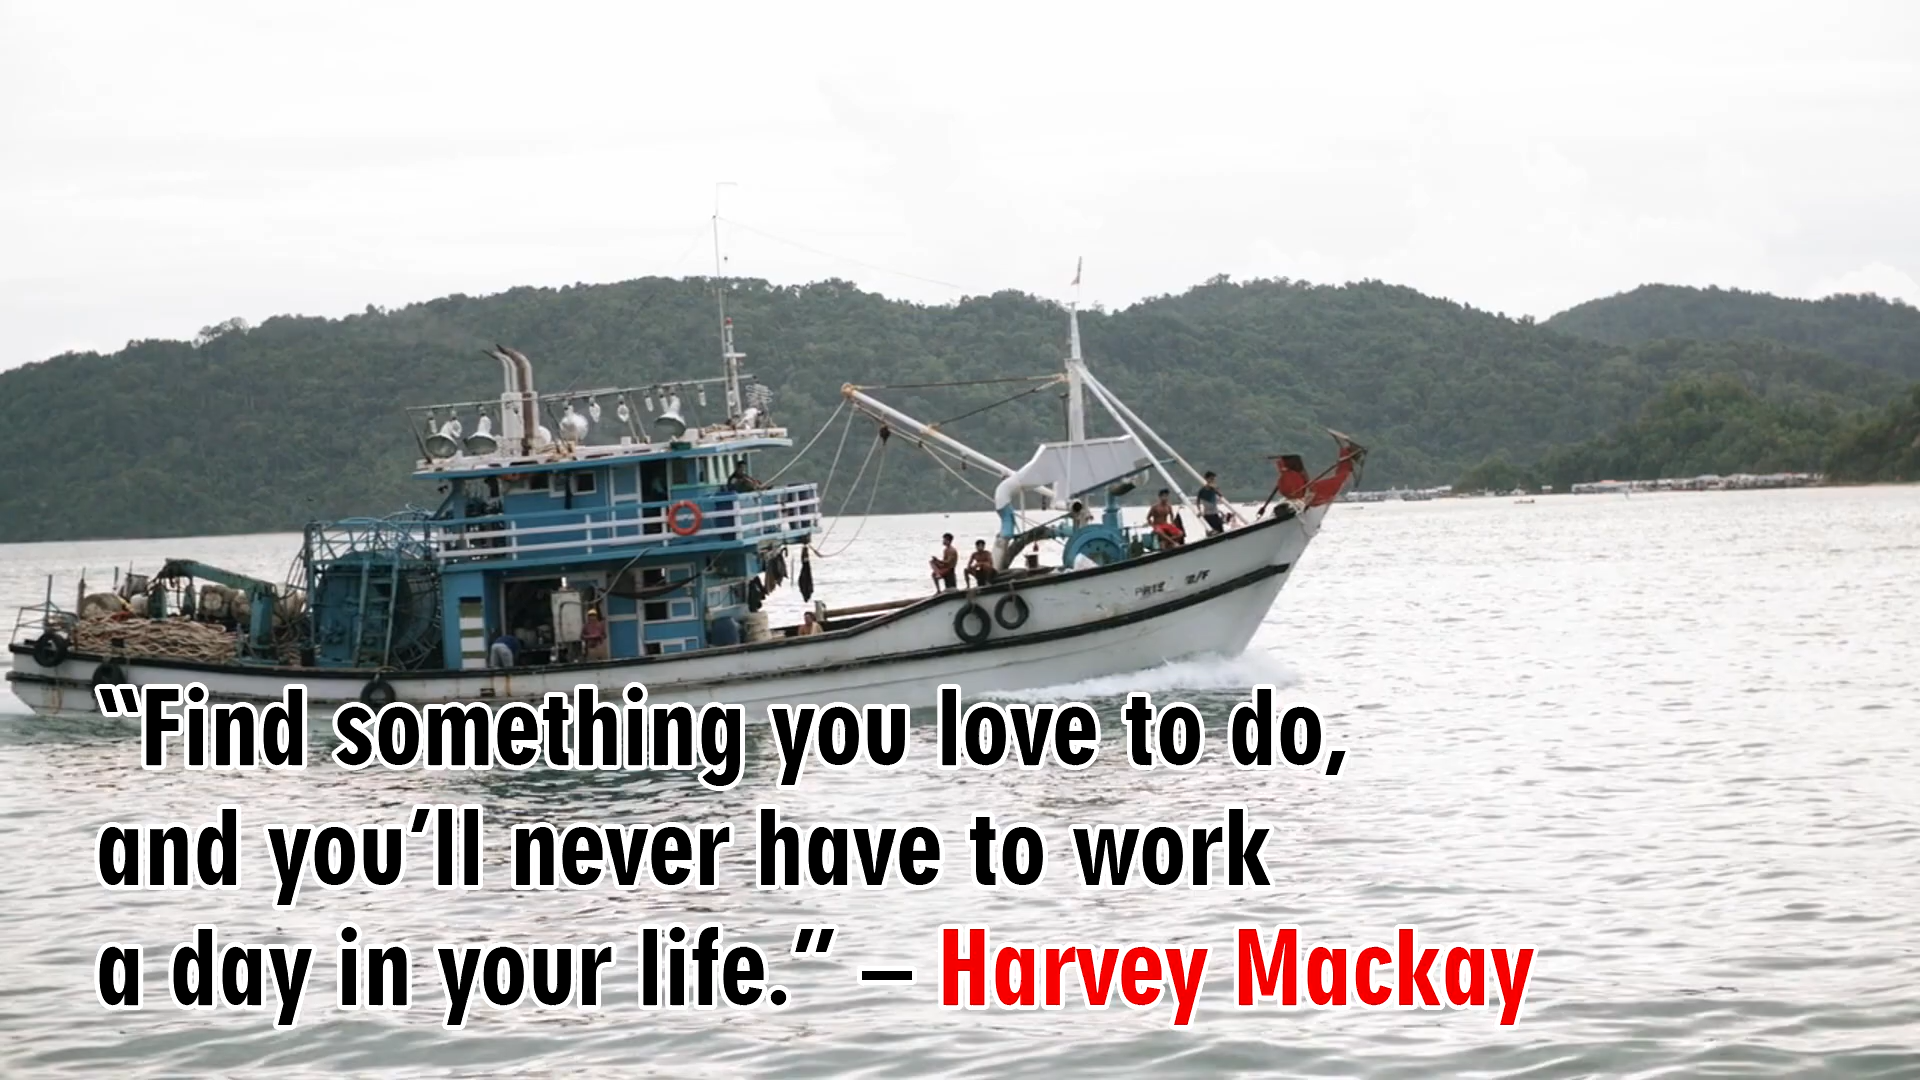 “Find something you love to do,
and you’ll never have to work
a day in your life.” – Harvey Mackay